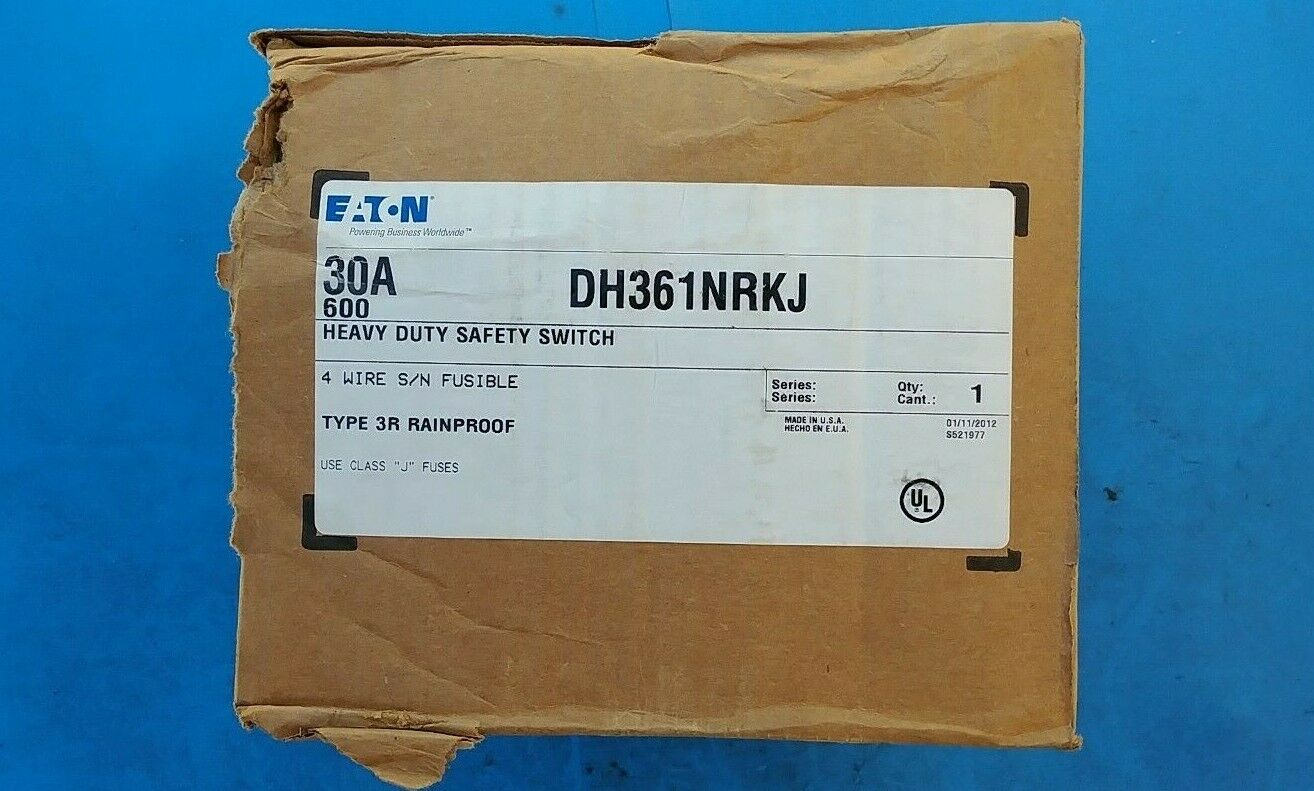 EATON
Powering Business Worldwide™
30A
600
DH361NRKJ
HEAVY DUTY SAFETY SWITCH
4 WIRE S/N FUSIBLE
TYPE 3R RAINPROOF
USE CLASS "J" FUSES
Series:
Series:
Qty:
Cant.:
1
MADE IN U.S.A.
HECHO EN E.U.A.
01/11/2012
S521977
UL
®